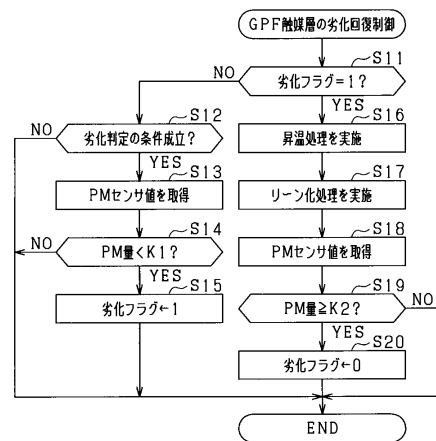 GPF触媒層の劣化回復制御
S11
劣化フラグ=1?
NO
YES
S12
劣化判定の条件成立?
NO
YES
S13
PMセンサ値を取得
S14
PM量<K1?
NO
YES
S15
劣化フラグ←1
S16
昇温処理を実施
S17
リーン化処理を実施
S18
PMセンサ値を取得
S19
PM量≧K2?
NO
YES
S20
劣化フラグ←0
END